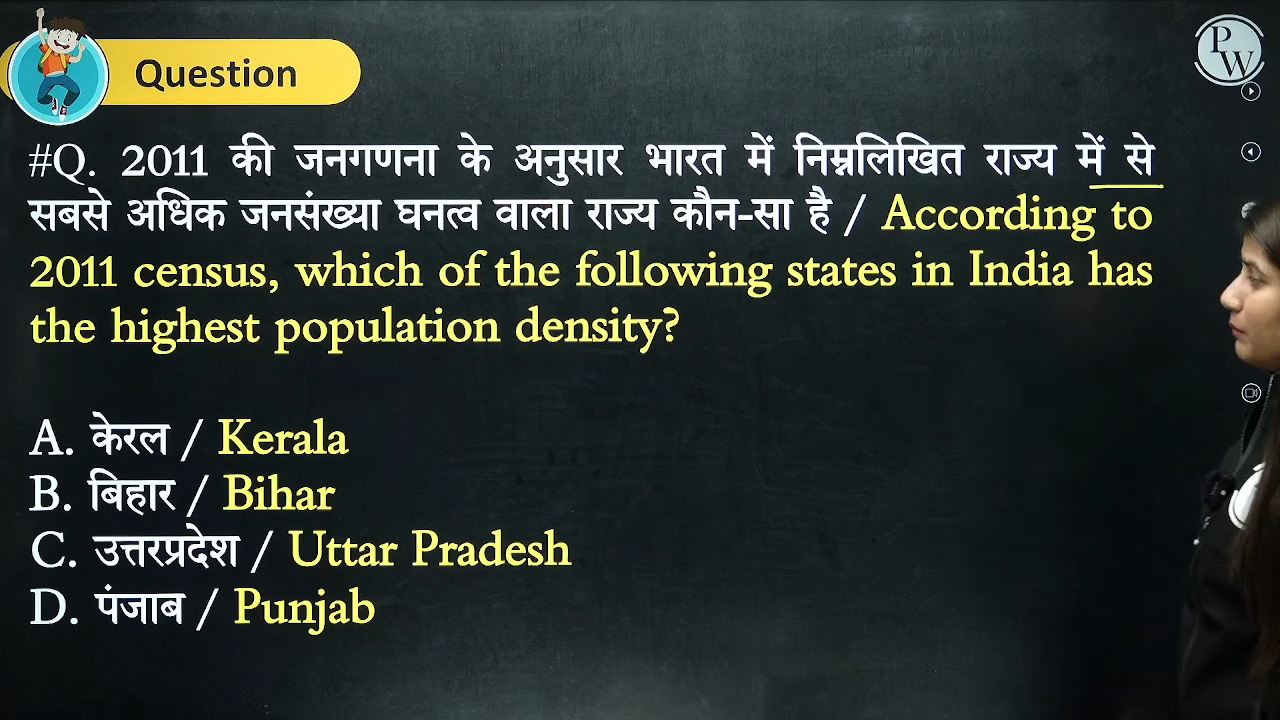 Question
PW
#Q. 2011 की जनगणना के अनुसार भारत में निम्नलिखित राज्य में से
सबसे अधिक जनसंख्या घनत्व वाला राज्य कौन-सा है / According to
2011 census, which of the following states in India has
the highest population density?
A. केरल / Kerala
B. बिहार / Bihar
C. उत्तरप्रदेश / Uttar Pradesh
D. पंजाब / Punjab